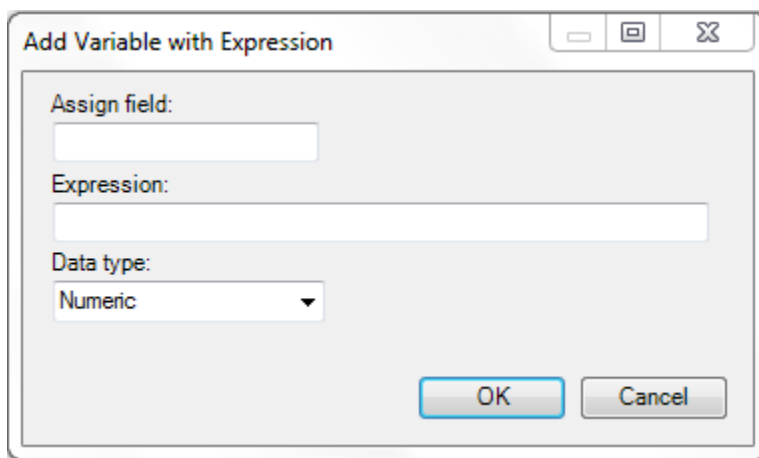 Add Variable with Expression
Assign field:
Expression:
Data type:
Numeric
OK Cancel